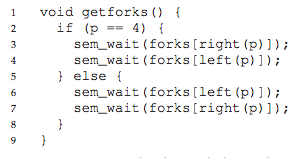 1 void getforks() {
2 if (p == 4) {
3 sem_wait(forks[right(p)]);
4 sem_wait(forks[left(p)]);
5 } else {
6 sem_wait(forks[left(p)]);
7 sem_wait(forks[right(p)]);
8 }
9 }